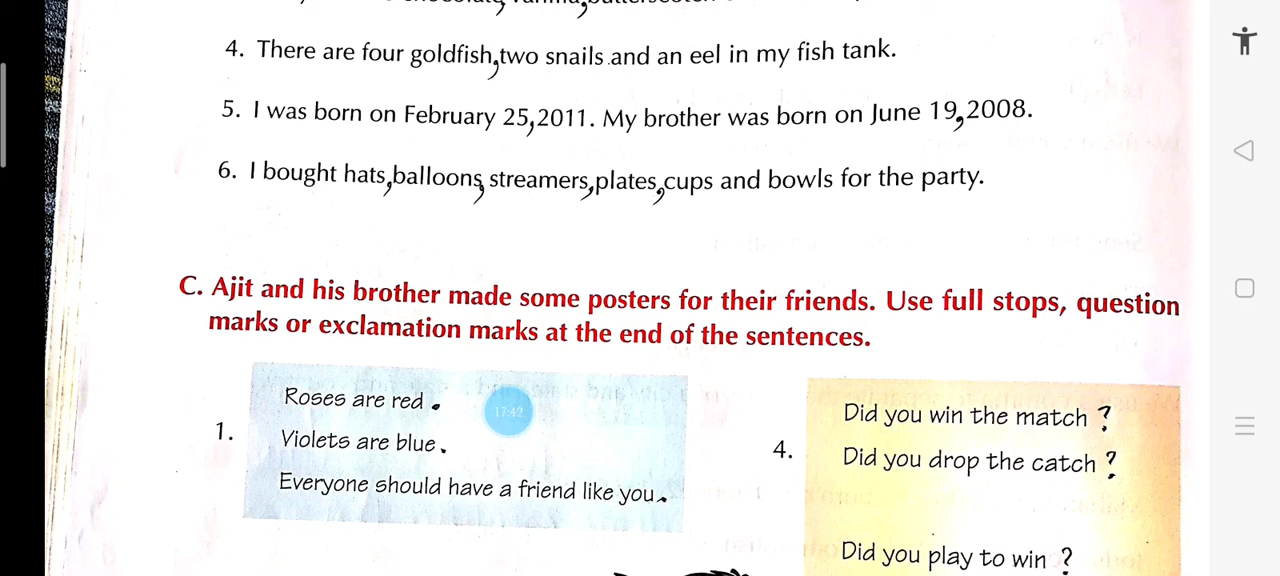 4. There are four goldfish,two snails and an eel in my fish tank.
5. I was born on February 25,2011. My brother was born on June 19,2008.
6. I bought hats,balloons, streamers,plates,cups and bowls for the party.
C. Ajit and his brother made some posters for their friends. Use full stops, question
marks or exclamation marks at the end of the sentences.
1.
Roses are red.
17:42
Violets are blue.
Everyone should have a friend like you.
4.
Did you win the match ?
Did you drop the catch ?
Did you play to win ?